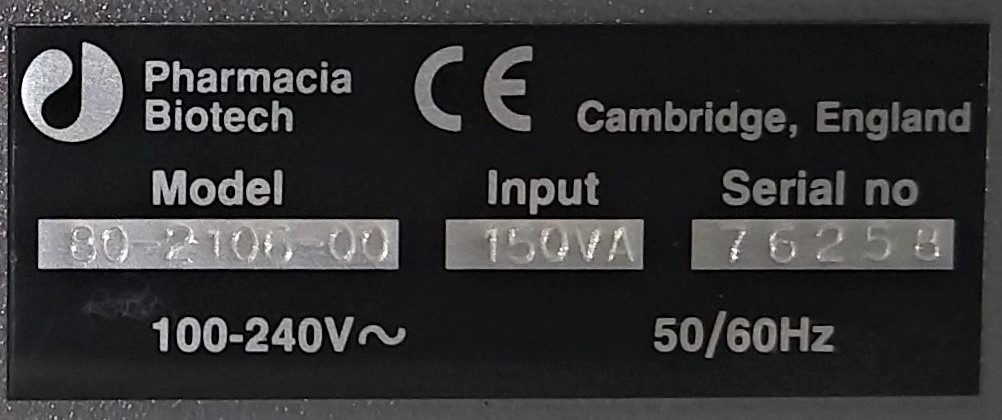 Pharmacia
Biotech
CE
Cambridge, England
Model Input Serial no
80-2106-00 150VA 76258
100-240V~ 50/60Hz